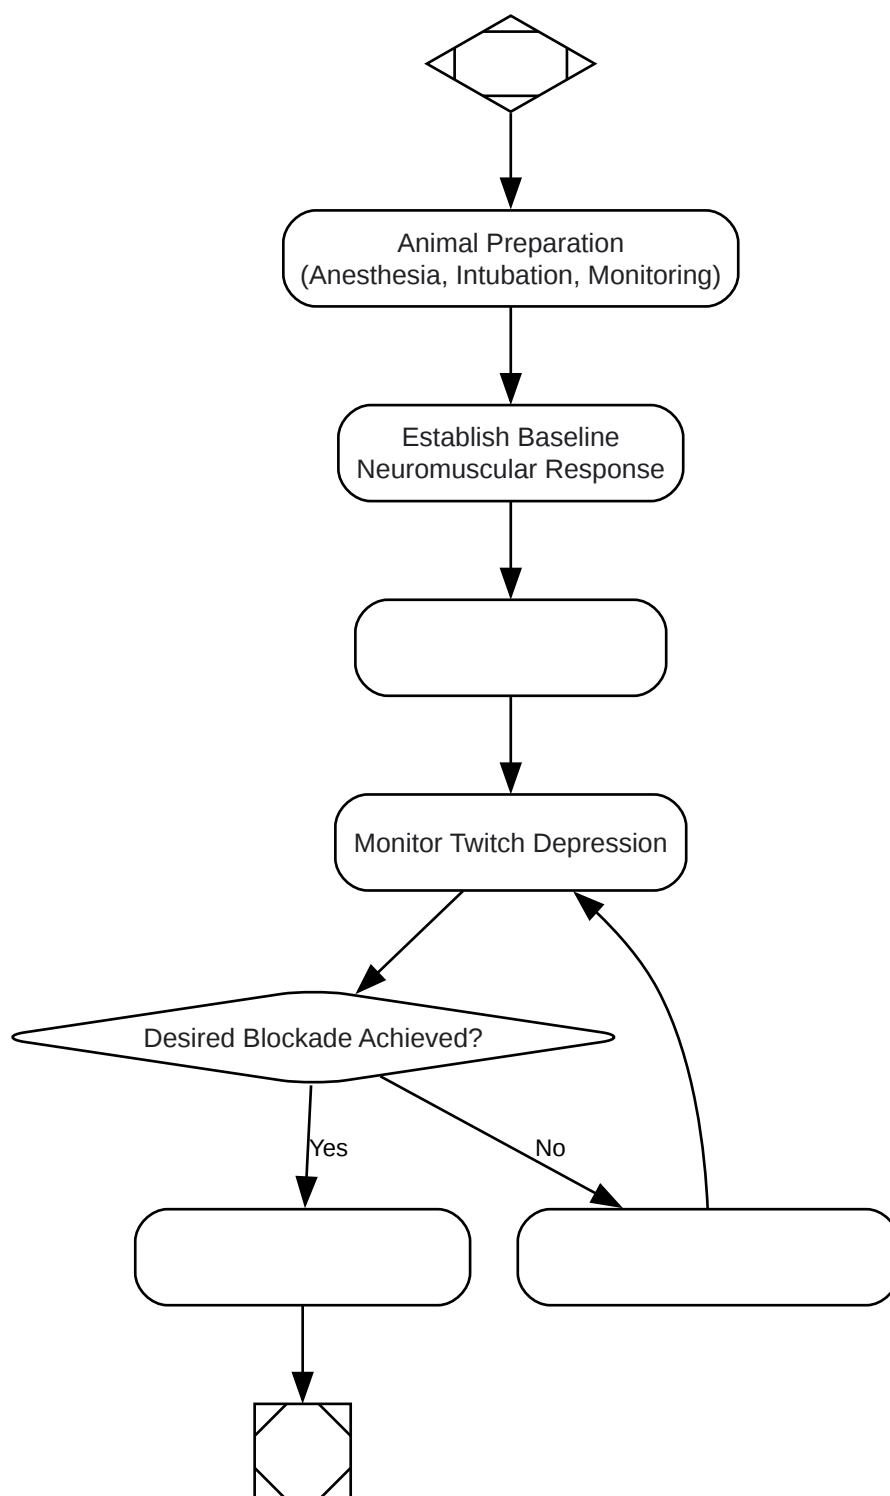 Animal Preparation
(Anesthesia, Intubation, Monitoring)
Establish Baseline
Neuromuscular Response
Monitor Twitch Depression
Desired Blockade Achieved?
Yes
No